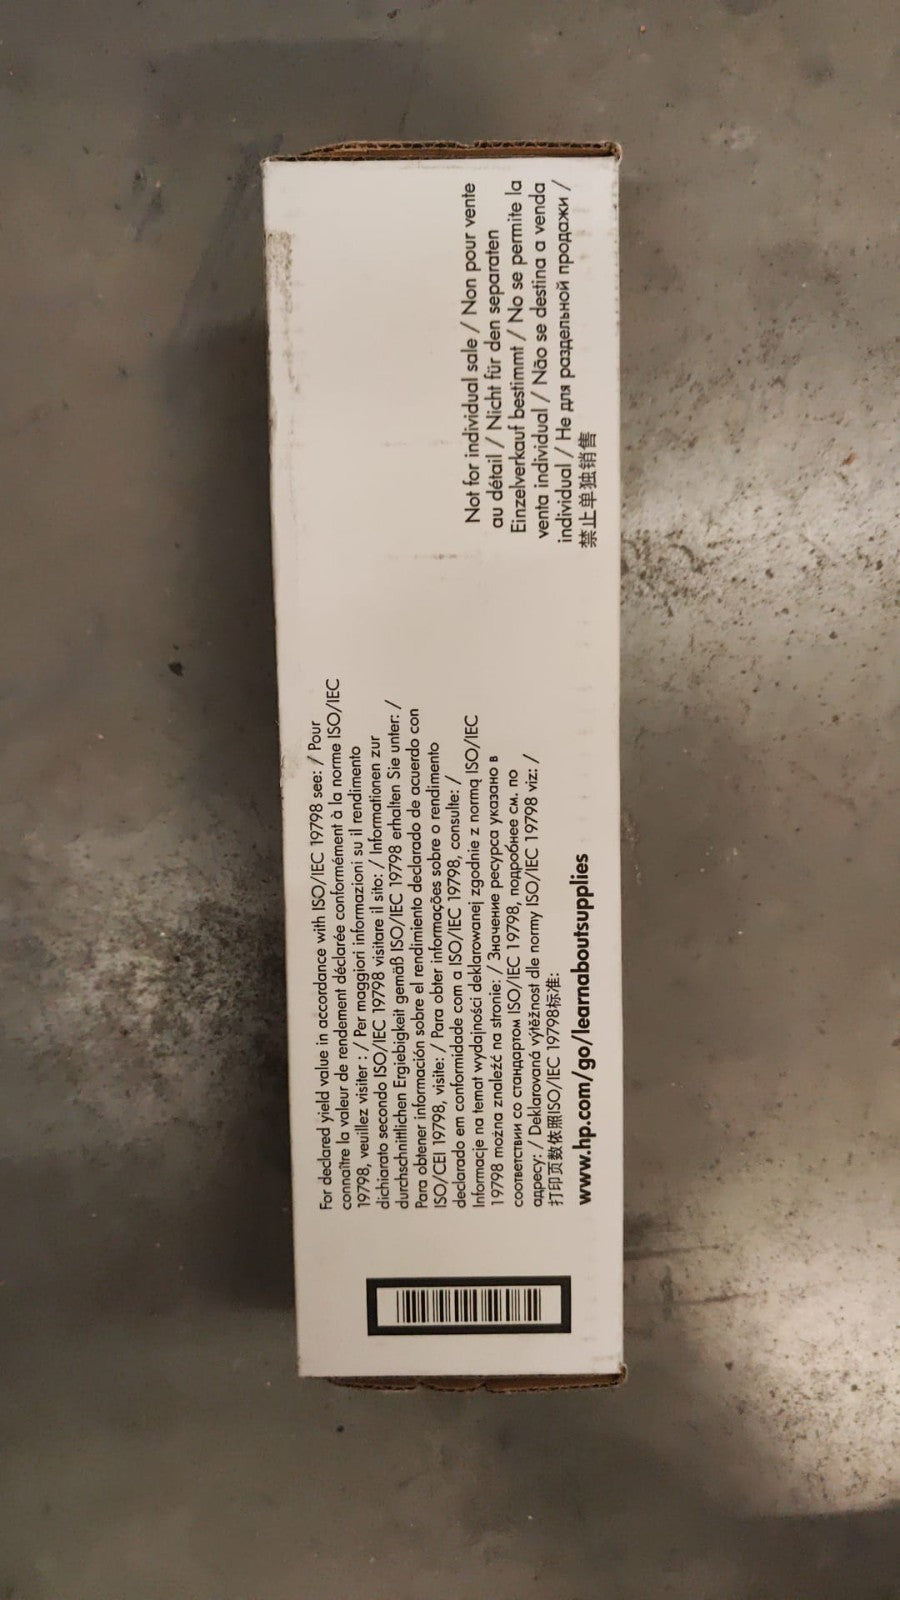 For declared yield value in accordance with ISO/IEC 19798 see: / Pour
connaître la valeur de rendement déclarée conformément à la norme ISO/IEC
19798, veuillez visiter : / Per maggiori informazioni su il rendimento
dichiarato secondo ISO/IEC 19798 visitare il sito: / Informationen zur
durchschnittlichen Ergiebigkeit gemäß ISO/IEC 19798 erhalten Sie unter: /
Para obtener información sobre el rendimiento declarado de acuerdo con
ISO/CEI 19798, visite: / Para obter informações sobre o rendimento
declarado em conformidade com a ISO/IEC 19798, consulte: /
Informacje na temat wydajności deklarowanej zgodnie z normą ISO/IEC
19798 można znaleźć na stronie: / Значение ресурса указано в
соответствии со стандартом ISO/IEC 19798, подробнее см. по
адресу: / Deklarovaná výtěžnost dle normy ISO/IEC 19798 viz: /
打印页数依照ISO/IEC 19798标准:
www.hp.com/go/learnaboutsupplies
Not for individual sale / Non pour vente
au détail / Nicht für den separaten
Einzelverkauf bestimmt / No se permite la
venta individual / Não se destina a venda
individual / Не для раздельной продажи /
禁止单独销售